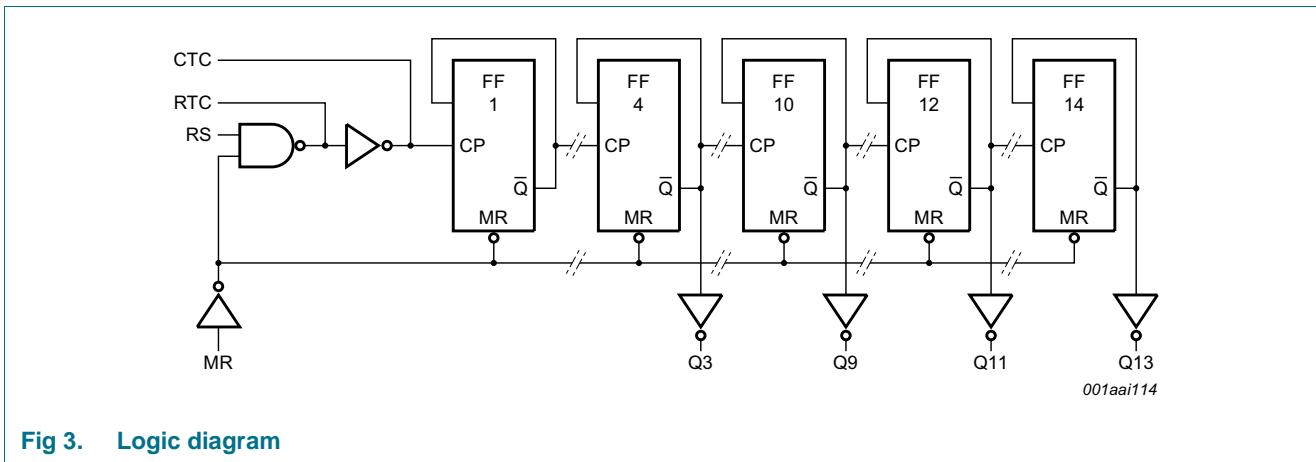 CTC
RTC
RS
FF
1
CP
Q
MR
FF
4
CP
Q
MR
FF
10
CP
Q
MR
FF
12
CP
Q
MR
FF
14
CP
Q
MR
MR
Q3
Q9
Q11
Q13
001aai114
Fig 3. Logic diagram